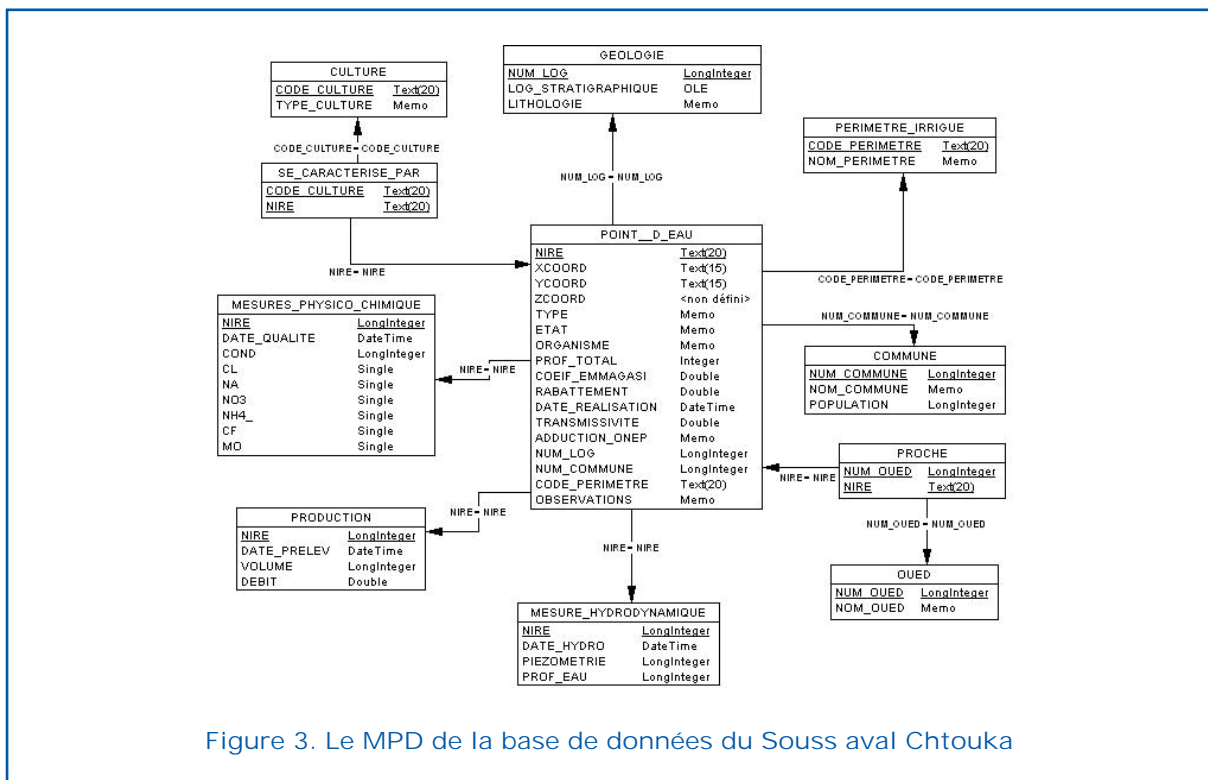 GEOLOGIE
NUM_LOG LongInteger
LOG_STRATIGRAPHIQUE OLE
LITHOLOGIE Memo
CULTURE
CODE_CULTURE Text(20)
TYPE_CULTURE Memo
CODE_CULTURE = CODE_CULTURE
SE_CARACTERISE_PAR
CODE_CULTURE Text(20)
NIRE Text(20)
NIRE = NIRE
NUM_LOG = NUM_LOG
PERIMETRE_IRRIGUE
CODE_PERIMETRE Text(20)
NOM_PERIMETRE Memo
CODE_PERIMETRE = CODE_PERIMETRE
POINT__D_EAU
NIRE Text(20)
XCOORD Text(15)
YCOORD Text(15)
ZCOORD <non défini>
TYPE Memo
ETAT Memo
ORGANISME Memo
PROF_TOTAL Integer
COEIF_EMMAGASI Double
RABATTEMENT Double
DATE_REALISATION DateTime
TRANSMISSIVITE Double
ADDUCTION_ONEP Memo
NUM_LOG LongInteger
NUM_COMMUNE LongInteger
CODE_PERIMETRE Text(20)
OBSERVATIONS Memo
MESURES_PHYSICO_CHIMIQUE
NIRE LongInteger
DATE_QUALITE DateTime
COND LongInteger
CL Single
NA Single
NO3 Single
NH4_ Single
CF Single
MO Single
NIRE = NIRE
NUM_COMMUNE = NUM_COMMUNE
COMMUNE
NUM_COMMUNE LongInteger
NOM_COMMUNE Memo
POPULATION LongInteger
PROCHE
NUM_OUED LongInteger
NIRE Text(20)
NIRE = NIRE
NUM_OUED = NUM_OUED
OUED
NUM_OUED LongInteger
NOM_OUED Memo
NIRE = NIRE
PRODUCTION
NIRE LongInteger
DATE_PRELEV DateTime
VOLUME LongInteger
DEBIT Double
NIRE = NIRE
MESURE_HYDRODYNAMIQUE
NIRE LongInteger
DATE_HYDRO DateTime
PIEZOMETRIE LongInteger
PROF_EAU LongInteger
Figure 3. Le MPD de la base de données du Souss aval Chtouka